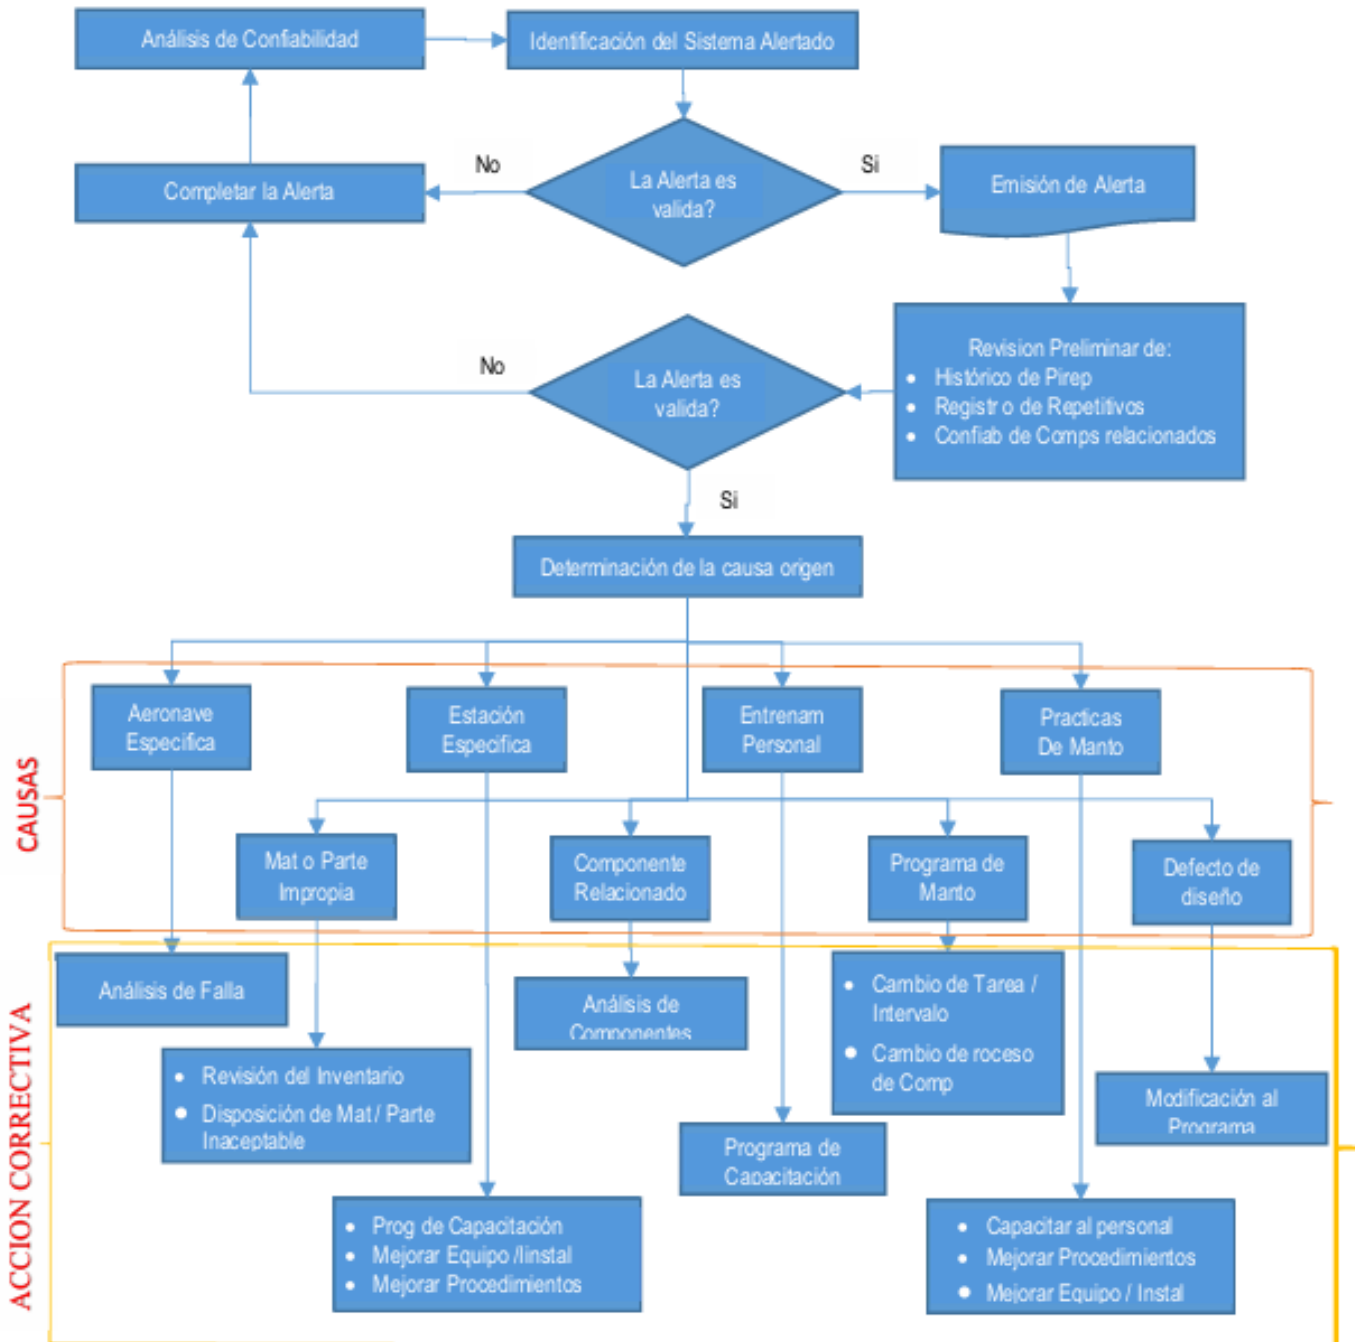 Análisis de Confiabilidad
Identificación del Sistema Alertado
No
Si
La Alerta es
valida?
Completar la Alerta
Emisión de Alerta
Revision Preliminar de:
• Histórico de Pirep
• Registro de Repetitivos
• Confiab de Comps relacionados
No
La Alerta es
valida?
Si
Determinación de la causa origen
CAUSAS
Aeronave
Especifica
Estación
Especifica
Entrenam
Personal
Practicas
De Manto
Mat o Parte
Impropia
Componente
Relacionado
Programa de
Manto
Defecto de
diseño
ACCION CORRECTIVA
Análisis de Falla
• Revisión del Inventario
• Disposición de Mat / Parte
Inaceptable
Análisis de
Componentes
• Cambio de Tarea /
Intervalo
• Cambio de roceso
de Comp
Modificación al
Programa
Programa de
Capacitación
• Prog de Capacitación
• Mejorar Equipo /Iinstal
• Mejorar Procedimientos
• Capacitar al personal
• Mejorar Procedimientos
• Mejorar Equipo / Instal